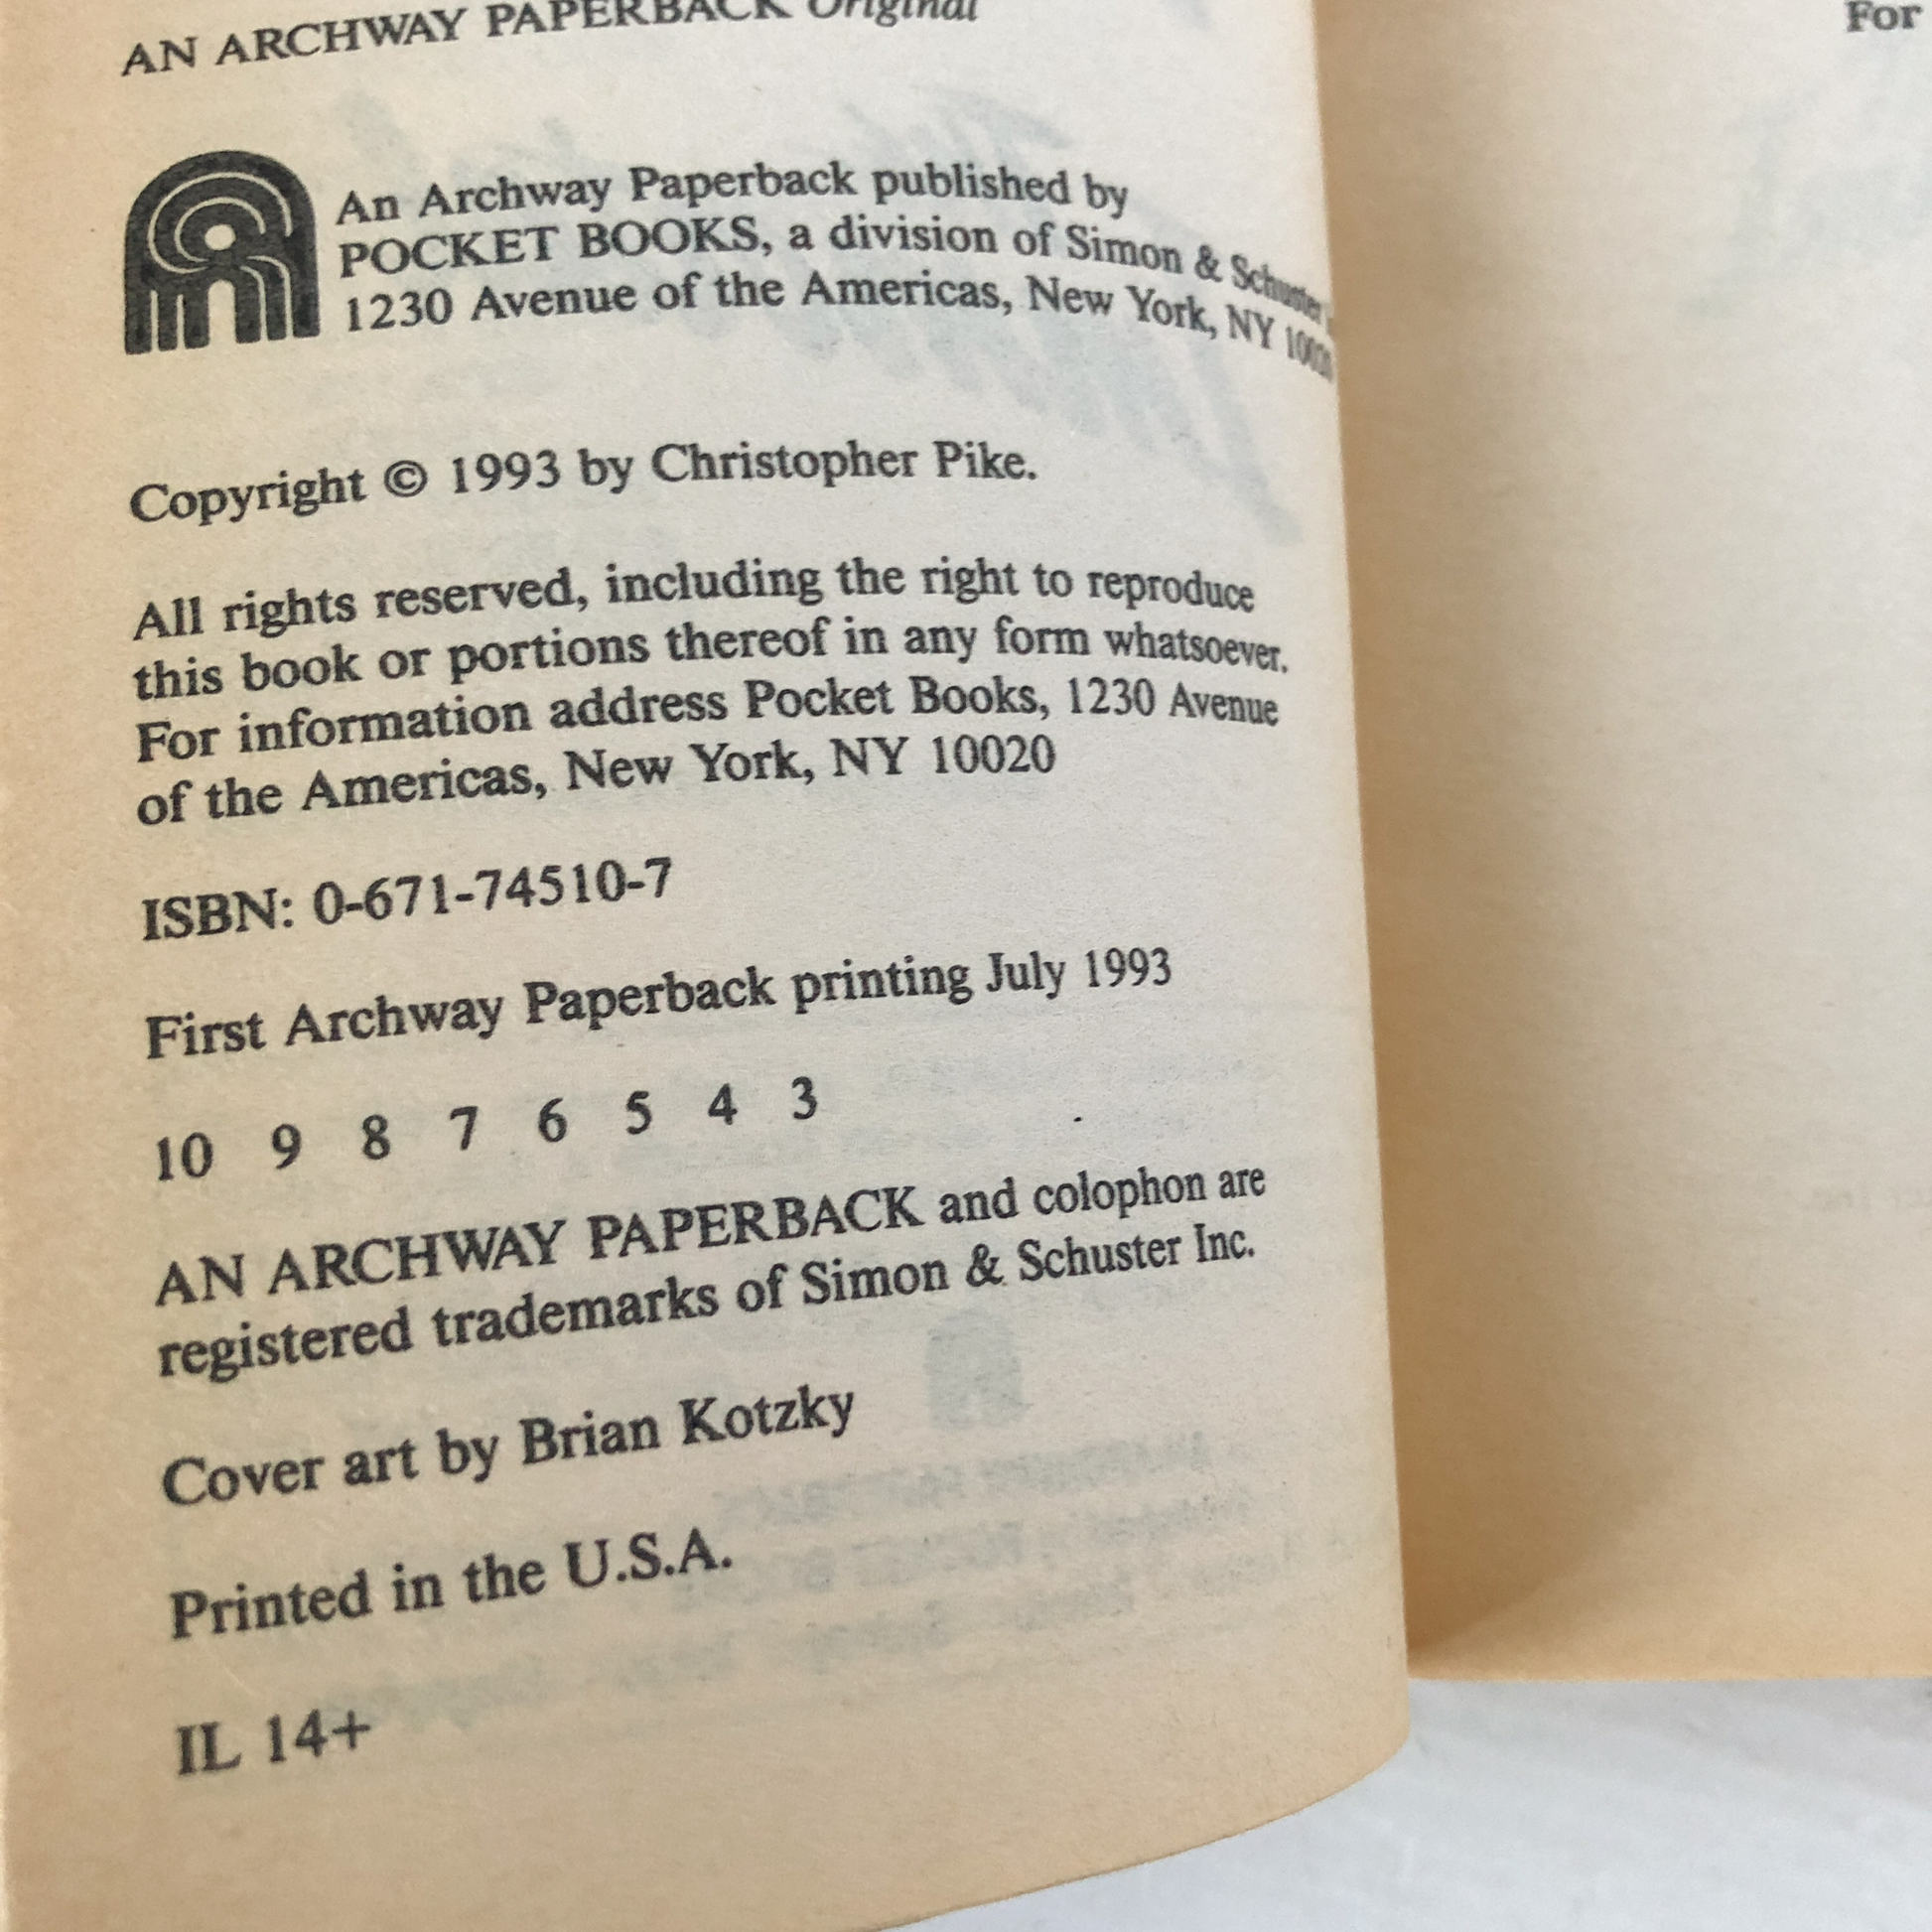 AN ARCHWAY PAPERBACK Original
An Archway Paperback published by
POCKET BOOKS, a division of Simon & Schuster
1230 Avenue of the Americas, New York, NY 10020
Copyright © 1993 by Christopher Pike.
All rights reserved, including the right to reproduce
this book or portions thereof in any form whatsoever.
For information address Pocket Books, 1230 Avenue
of the Americas, New York, NY 10020
ISBN: 0-671-74510-7
First Archway Paperback printing July 1993
10 9 8 7 6 5 4 3
AN ARCHWAY PAPERBACK and colophon are
registered trademarks of Simon & Schuster Inc.
Cover art by Brian Kotzky
Printed in the U.S.A.
IL 14+
For